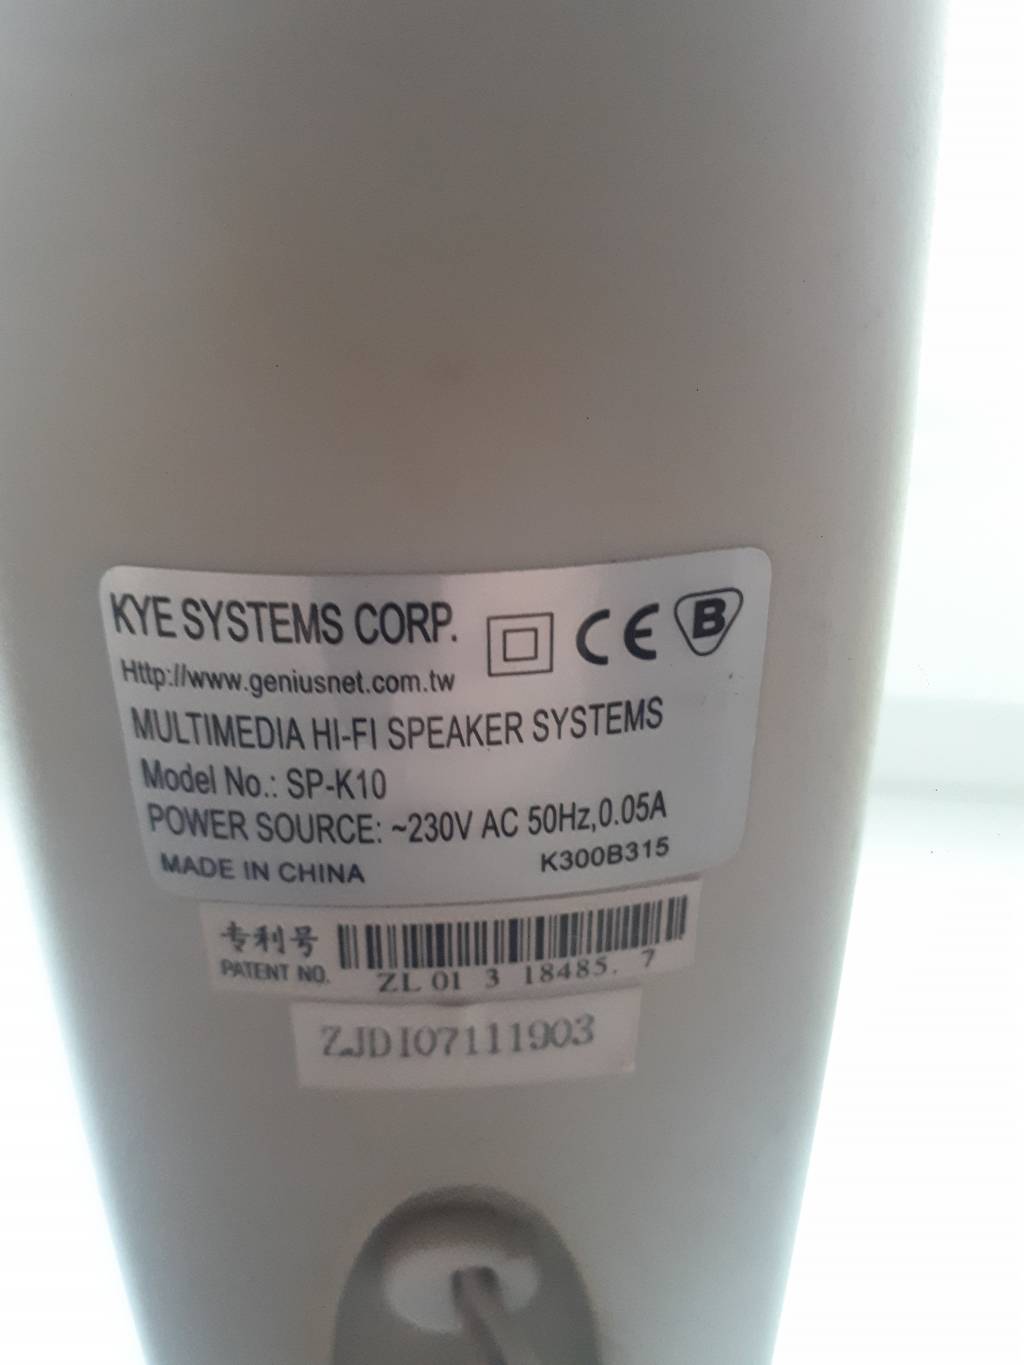 KYE SYSTEMS CORP.
CE B
Http://www.geniusnet.com.tw
MULTIMEDIA HI-FI SPEAKER SYSTEMS
Model No.: SP-K10
POWER SOURCE: ~230V AC 50Hz,0.05A
MADE IN CHINA K300B315
专利号
PATENT NO. ZL 01 3 18485. 7
ZJDI07111903